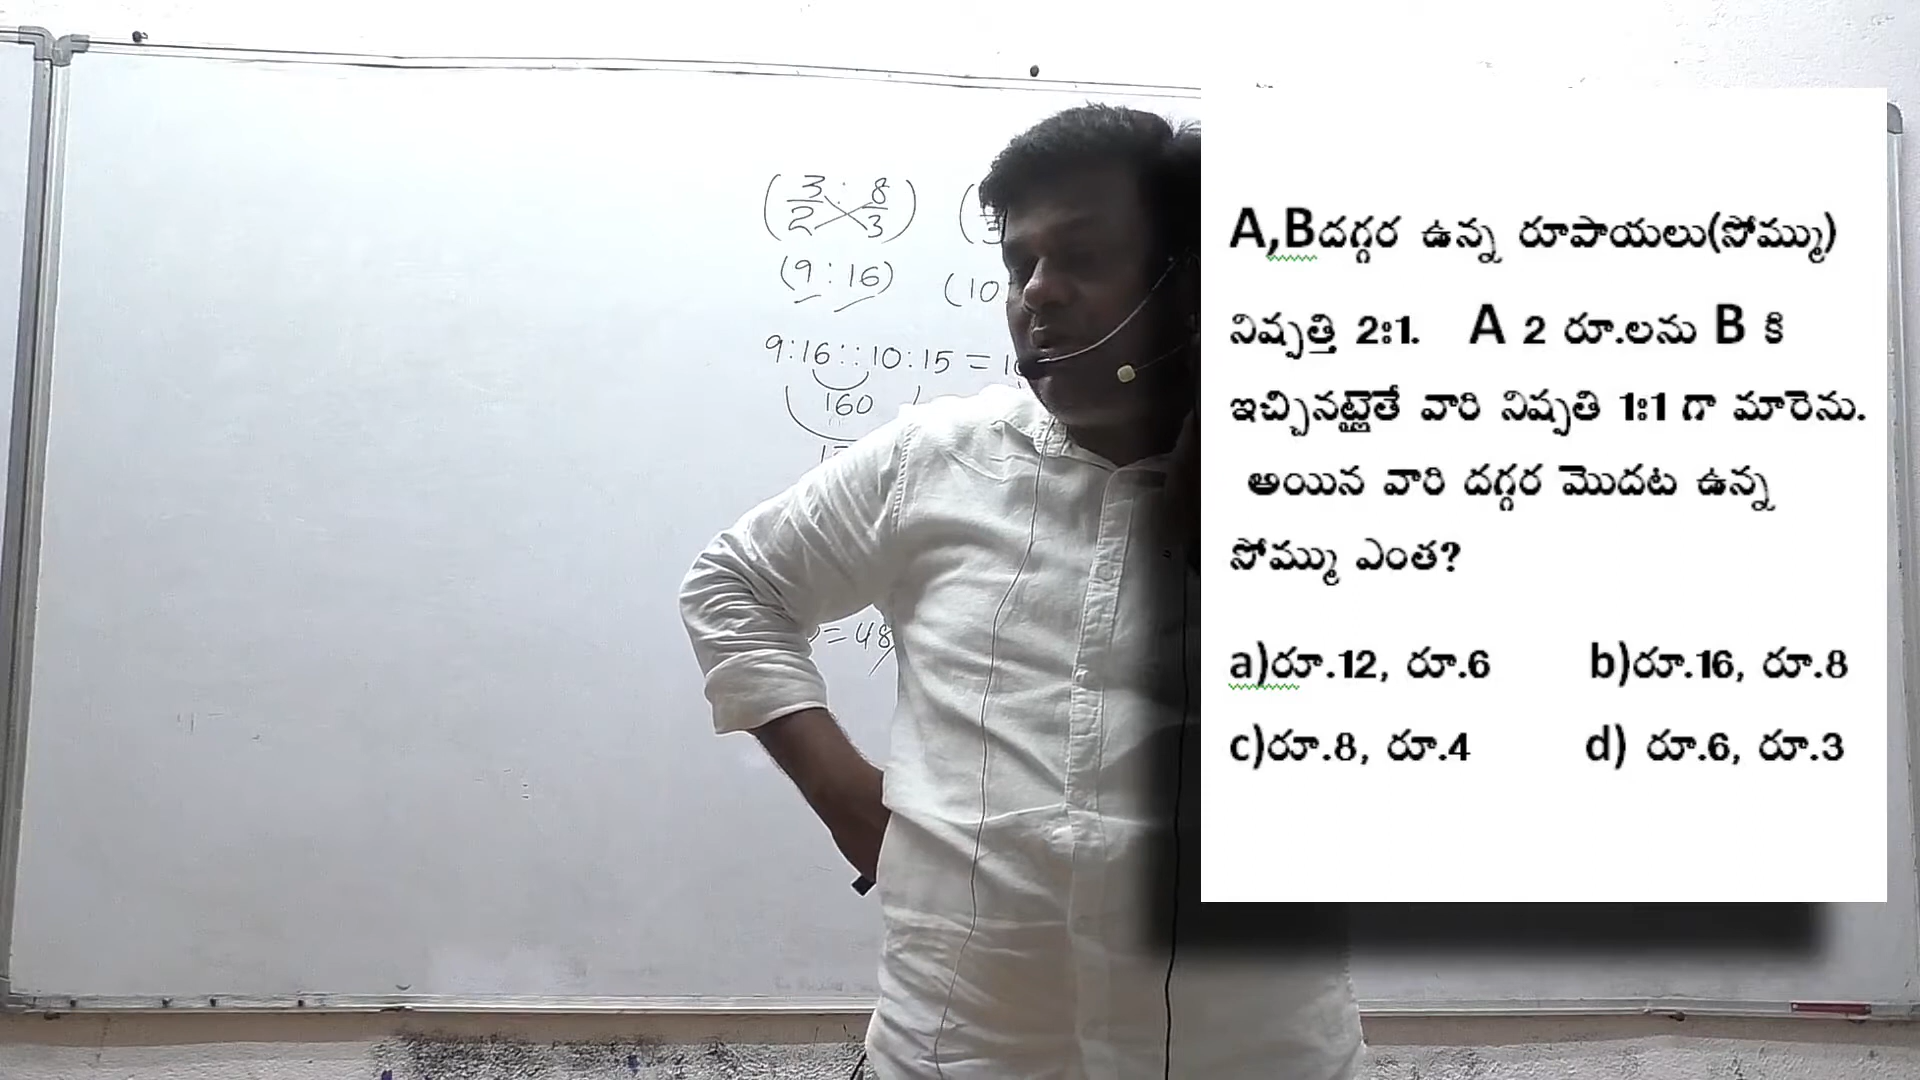 (3/2 : 8/3)
(9 : 16)
(10
9:16::10:15 =
160
=48
A,Bదగ్గర ఉన్న రూపాయలు(సోమ్ము)
నిష్పత్తి 2:1. A 2 రూ.లను B కి
ఇచ్చినట్లైతే వారి నిష్పతి 1:1 గా మారెను.
అయిన వారి దగ్గర మొదట ఉన్న
సోమ్ము ఎంత?
a)రూ.12, రూ.6 b)రూ.16, రూ.8
c)రూ.8, రూ.4 d) రూ.6, రూ.3